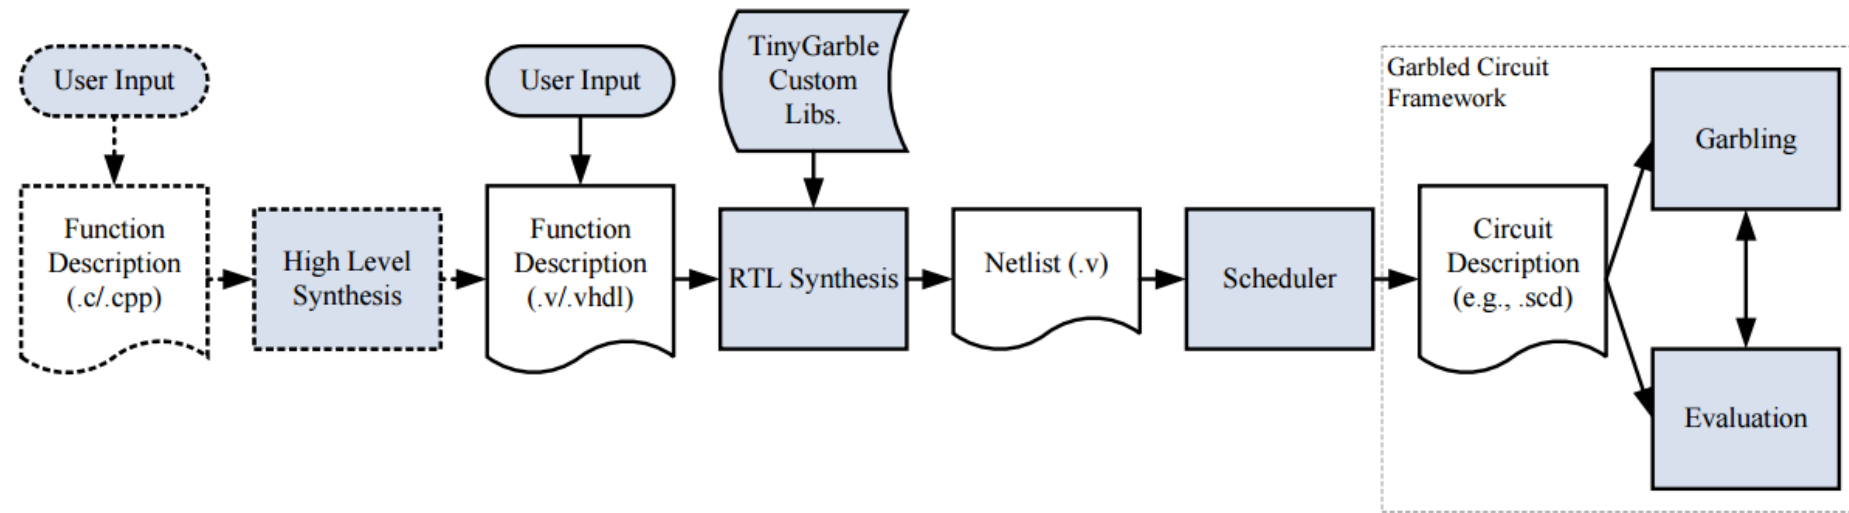 User Input
Function
Description
(.c/.cpp)
High Level
Synthesis
User Input
Function
Description
(.v/.vhdl)
TinyGarble
Custom
Libs.
RTL Synthesis
Netlist (.v)
Scheduler
Garbled Circuit
Framework
Circuit
Description
(e.g., .scd)
Garbling
Evaluation